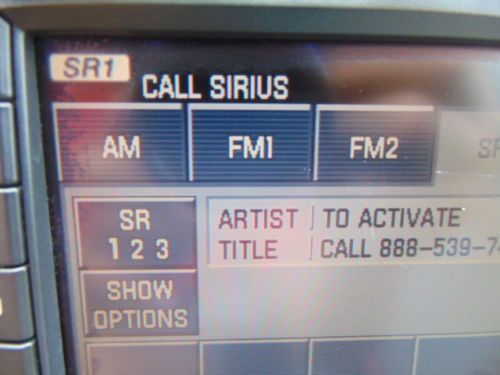 SR1
CALL SIRIUS
AM FM1 FM2
SR ARTIST TO ACTIVATE
1 2 3 TITLE CALL 888-539-7
SHOW
OPTIONS